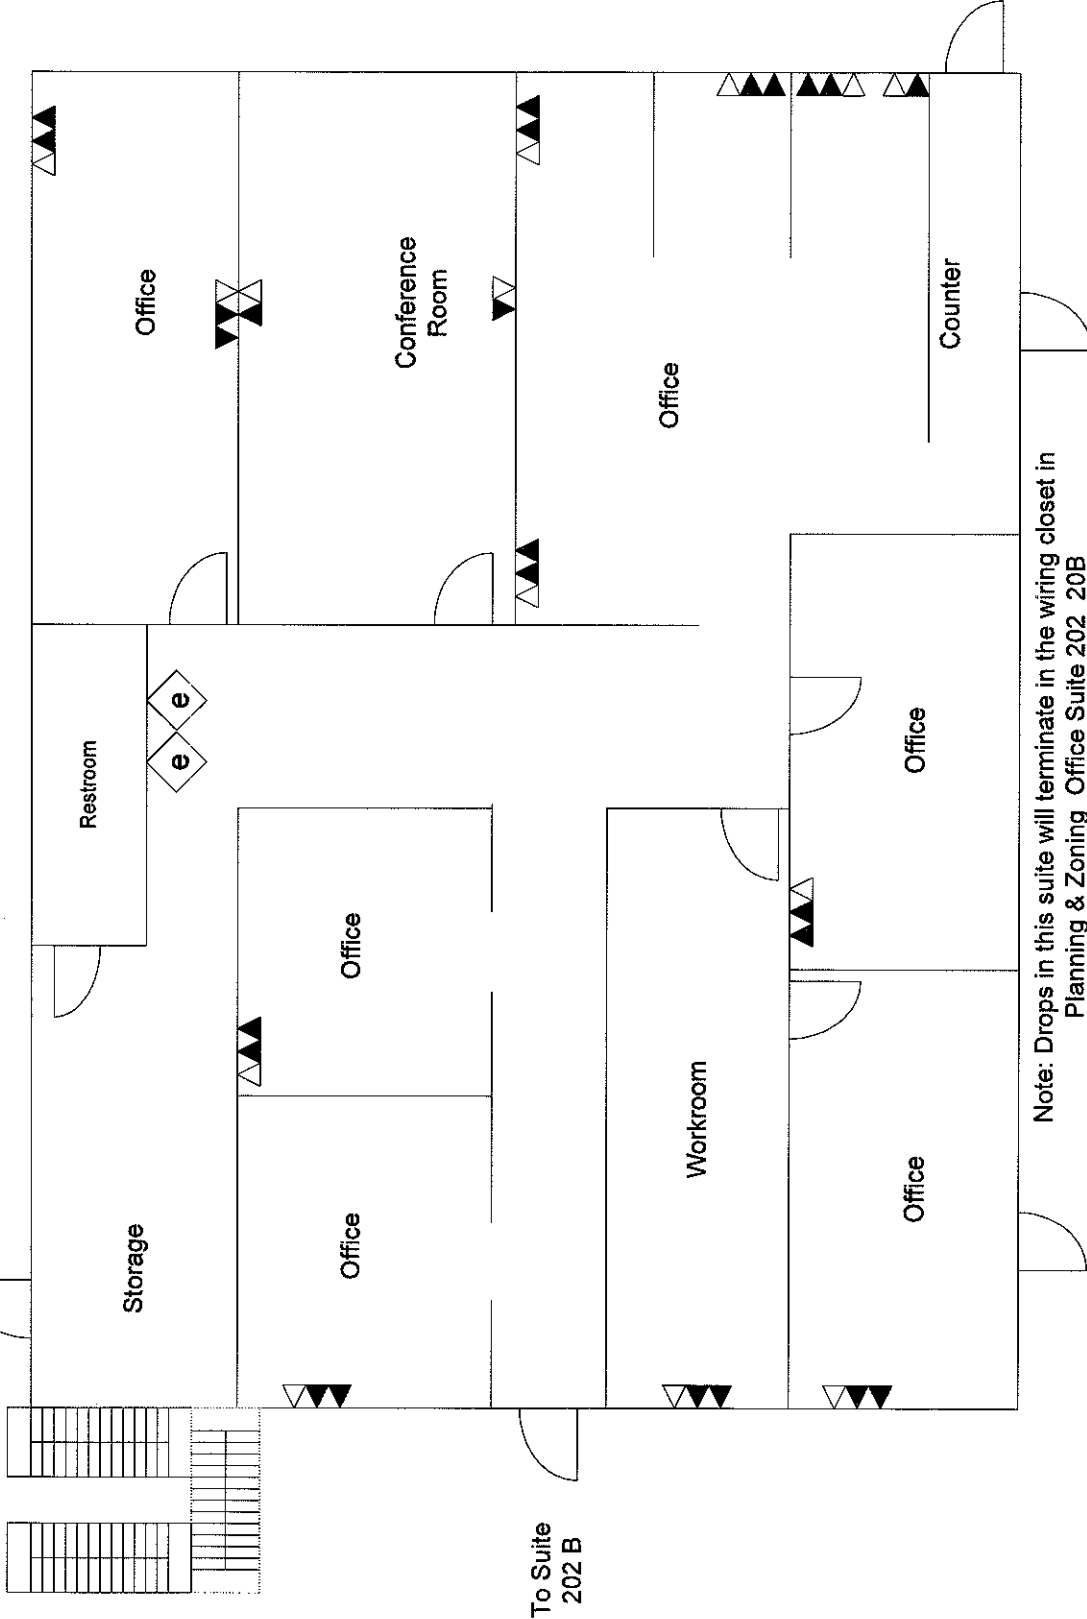 Storage
Restroom
e
e
Office
Office
Office
Conference
Room
To Suite
202 B
Workroom
Office
Office
Office
Counter
Note: Drops in this suite will terminate in the wiring closet in
Planning & Zoning Office Suite 202 20B